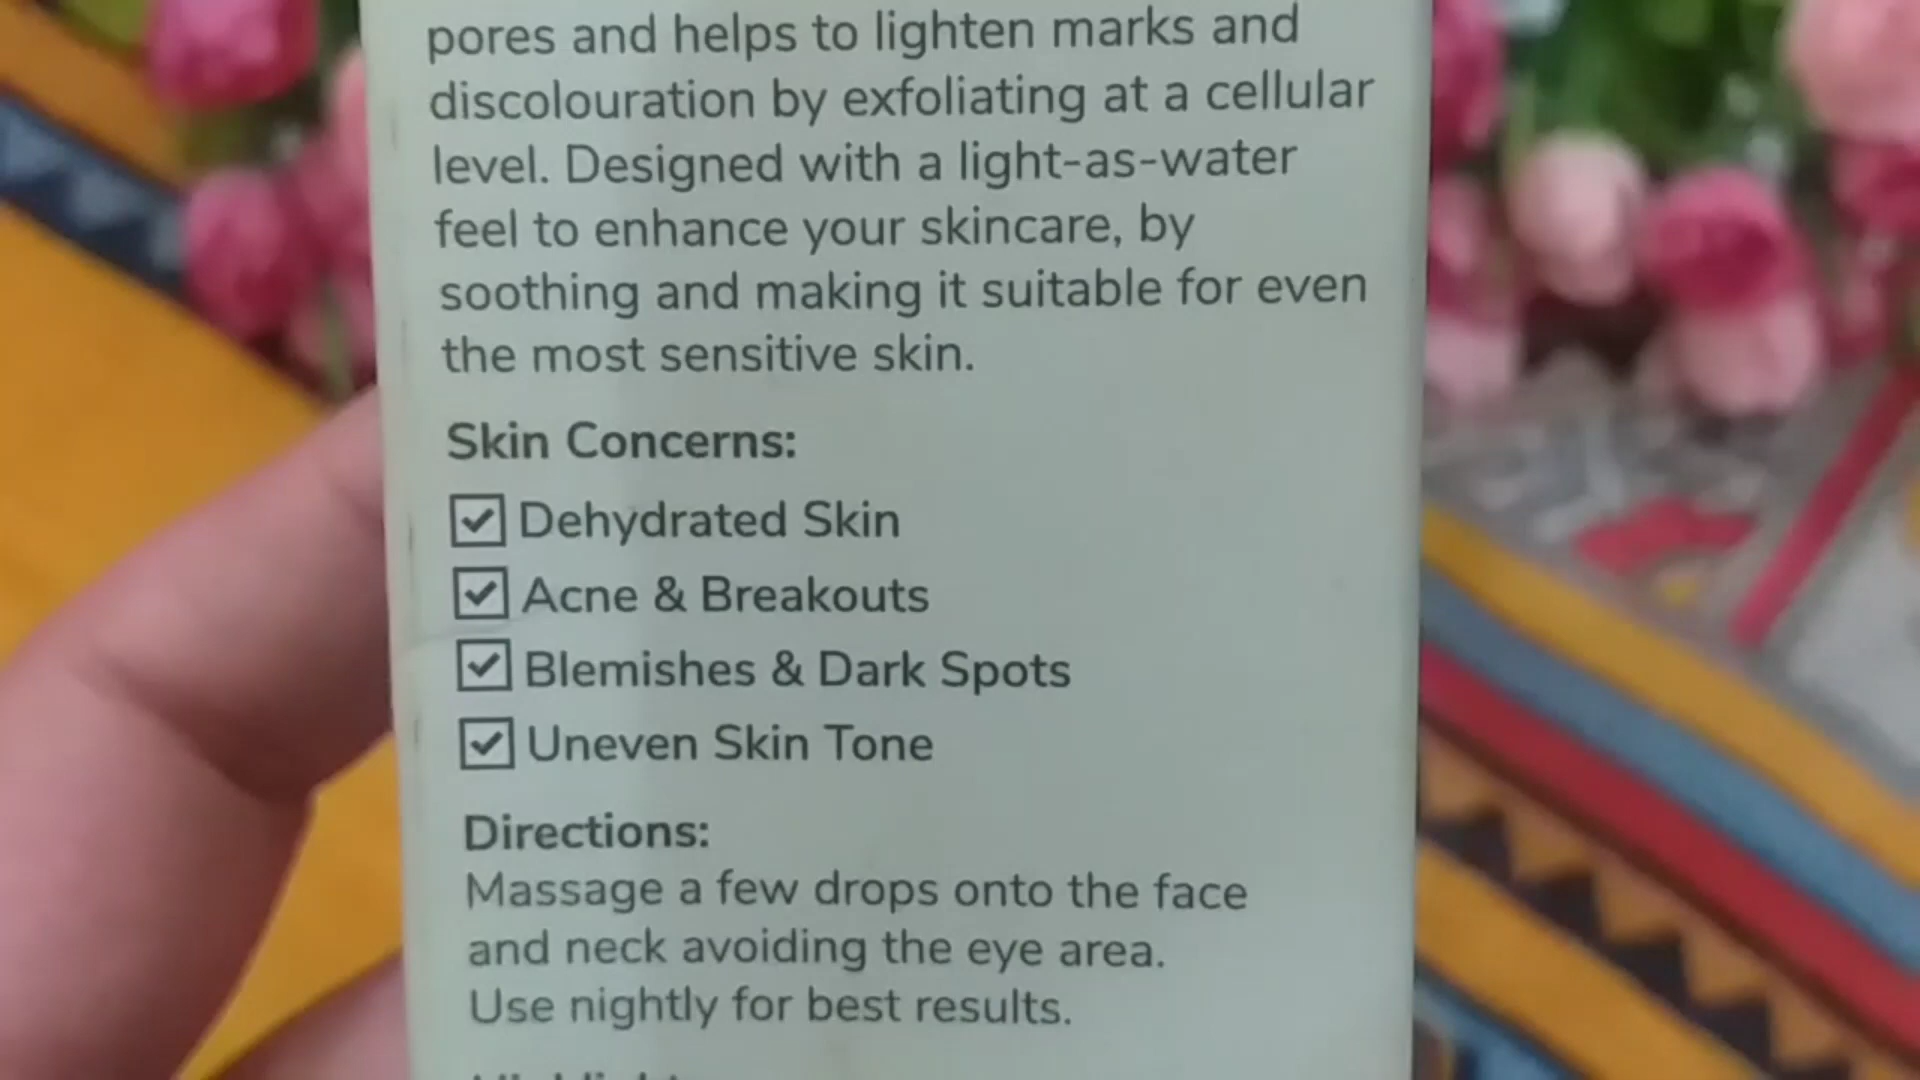 pores and helps to lighten marks and
discolouration by exfoliating at a cellular
level. Designed with a light-as-water
feel to enhance your skincare, by
soothing and making it suitable for even
the most sensitive skin.
Skin Concerns:
Dehydrated Skin
Acne & Breakouts
Blemishes & Dark Spots
Uneven Skin Tone
Directions:
Massage a few drops onto the face
and neck avoiding the eye area.
Use nightly for best results.